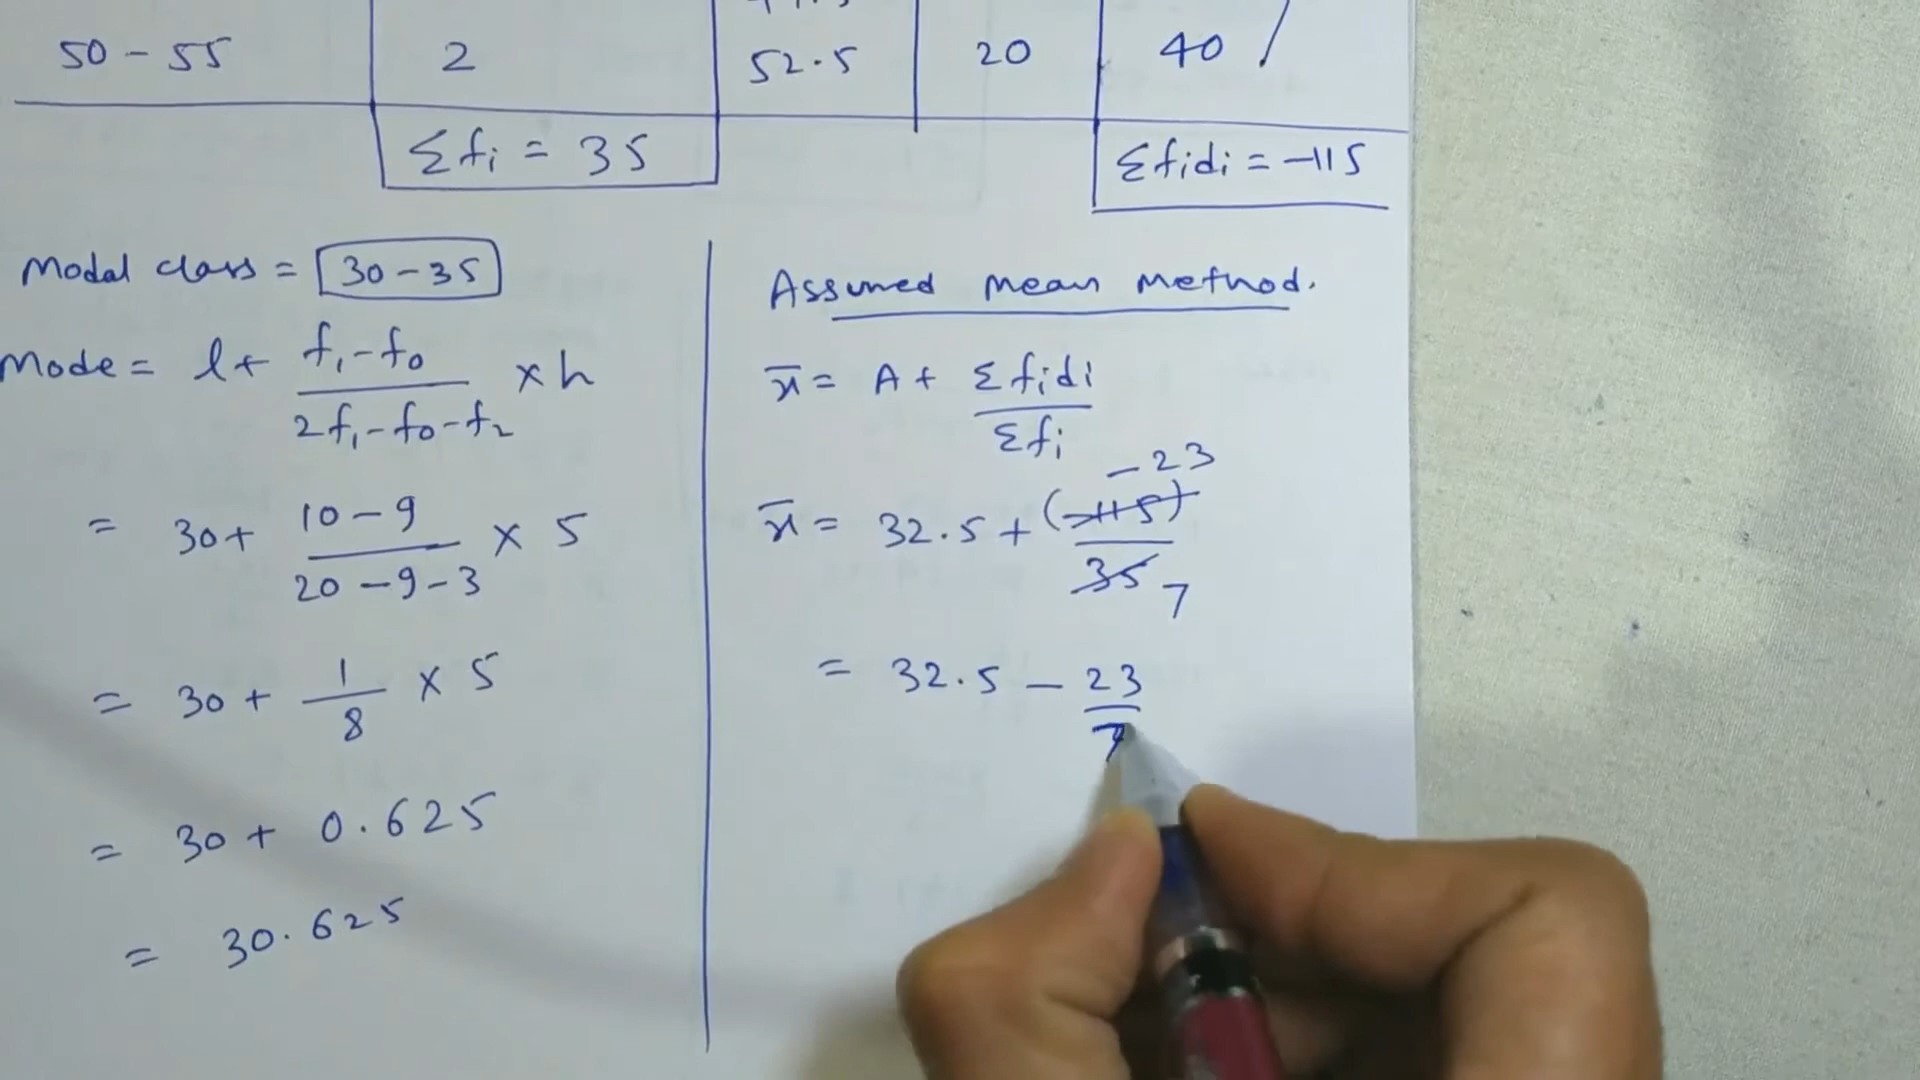 50 - 55 2 52.5 20 40
Σfi = 35 Σfidi = -115
Modal class = 30 - 35
Mode = l + f₁ - f₀ / 2f₁ - f₀ - f₂ × h
= 30 + 10 - 9 / 20 - 9 - 3 × 5
= 30 + 1/8 × 5
= 30 + 0.625
= 30.625
Assumed mean method.
x̄ = A + Σfidi / Σfi
-23
x̄ = 32.5 + (-115) / 35 7
= 32.5 - 23/7